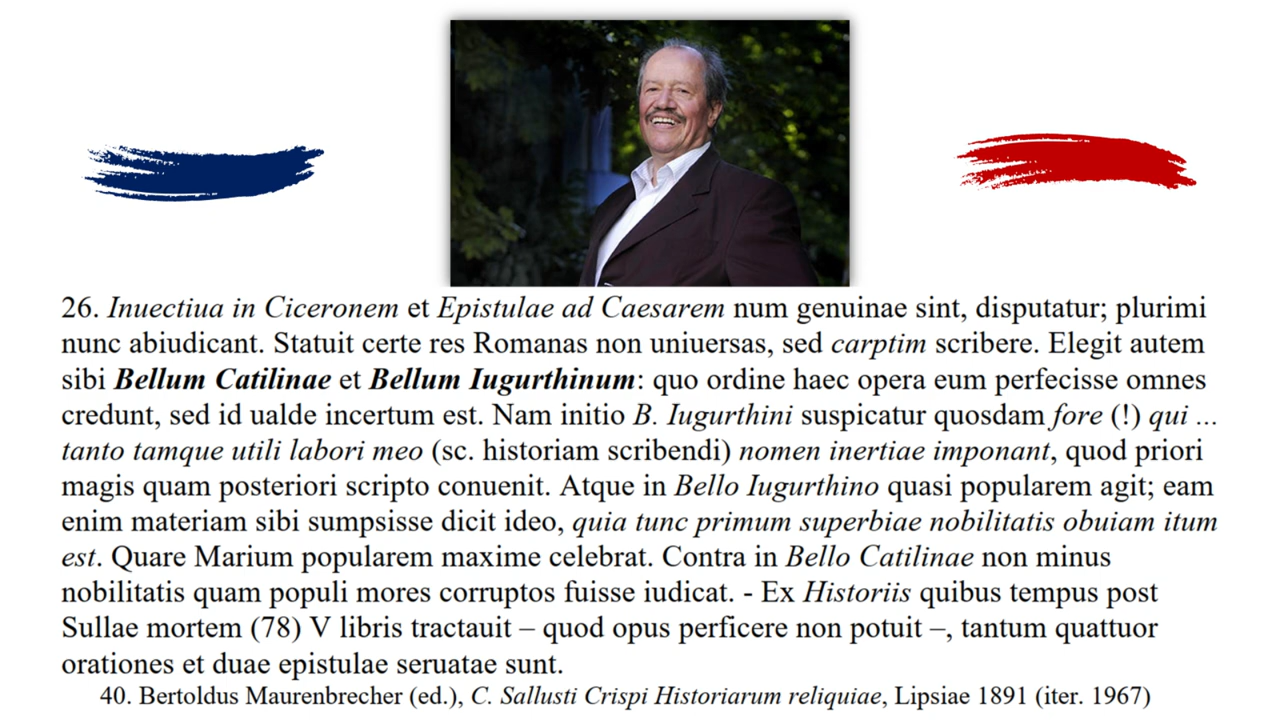 26. Inuectiua in Ciceronem et Epistulae ad Caesarem num genuinae sint, disputatur; plurimi
nunc abiudicant. Statuit certe res Romanas non uniuersas, sed carptim scribere. Elegit autem
sibi Bellum Catilinae et Bellum Iugurthinum: quo ordine haec opera eum perfecisse omnes
credunt, sed id ualde incertum est. Nam initio B. Iugurthini suspicatur quosdam fore (!) qui ...
tanto tamque utili labori meo (sc. historiam scribendi) nomen inertiae imponant, quod priori
magis quam posteriori scripto conuenit. Atque in Bello Iugurthino quasi popularem agit; eam
enim materiam sibi sumpsisse dicit ideo, quia tunc primum superbiae nobilitatis obuiam itum
est. Quare Marium popularem maxime celebrat. Contra in Bello Catilinae non minus
nobilitatis quam populi mores corruptos fuisse iudicat. - Ex Historiis quibus tempus post
Sullae mortem (78) V libris tractauit – quod opus perficere non potuit –, tantum quattuor
orationes et duae epistulae seruatae sunt.
40. Bertoldus Maurenbrecher (ed.), C. Sallusti Crispi Historiarum reliquiae, Lipsiae 1891 (iter. 1967)